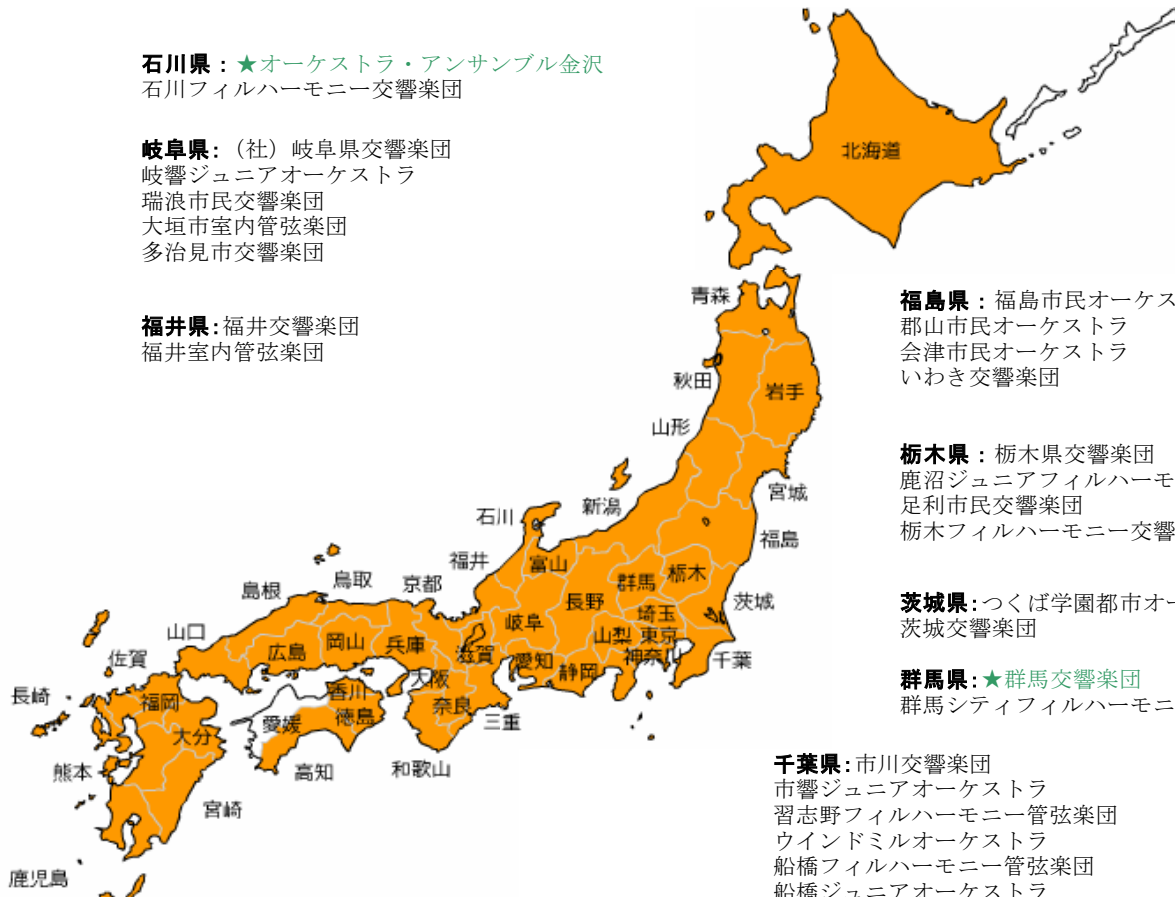 石川県：★オーケストラ・アンサンブル金沢
石川フィルハーモニー交響楽団
岐阜県:（社）岐阜県交響楽団
岐響ジュニアオーケストラ
瑞浪市民交響楽団
大垣市室内管弦楽団
多治見市交響楽団
福井県:福井交響楽団
福井室内管弦楽団
福島県：福島市民オーケス
郡山市民オーケストラ
会津市民オーケストラ
いわき交響楽団
栃木県：栃木県交響楽団
鹿沼ジュニアフィルハーモ
足利市民交響楽団
栃木フィルハーモニー交響
茨城県:つくば学園都市オー
茨城交響楽団
群馬県:★群馬交響楽団
群馬シティフィルハーモニ
千葉県:市川交響楽団
市響ジュニアオーケストラ
習志野フィルハーモニー管弦楽団
ウインドミルオーケストラ
船橋フィルハーモニー管弦楽団
船橋ジュニアオーケストラ
北海道
青森
秋田
岩手
山形
宮城
新潟
福島
石川
富山
福井
群馬
栃木
茨城
長野
埼玉
岐阜
山梨
東京
神奈川
千葉
静岡
愛知
滋賀
京都
鳥取
島根
兵庫
岡山
広島
山口
大阪
奈良
三重
和歌山
香川
徳島
愛媛
高知
佐賀
長崎
福岡
大分
熊本
宮崎
鹿児島